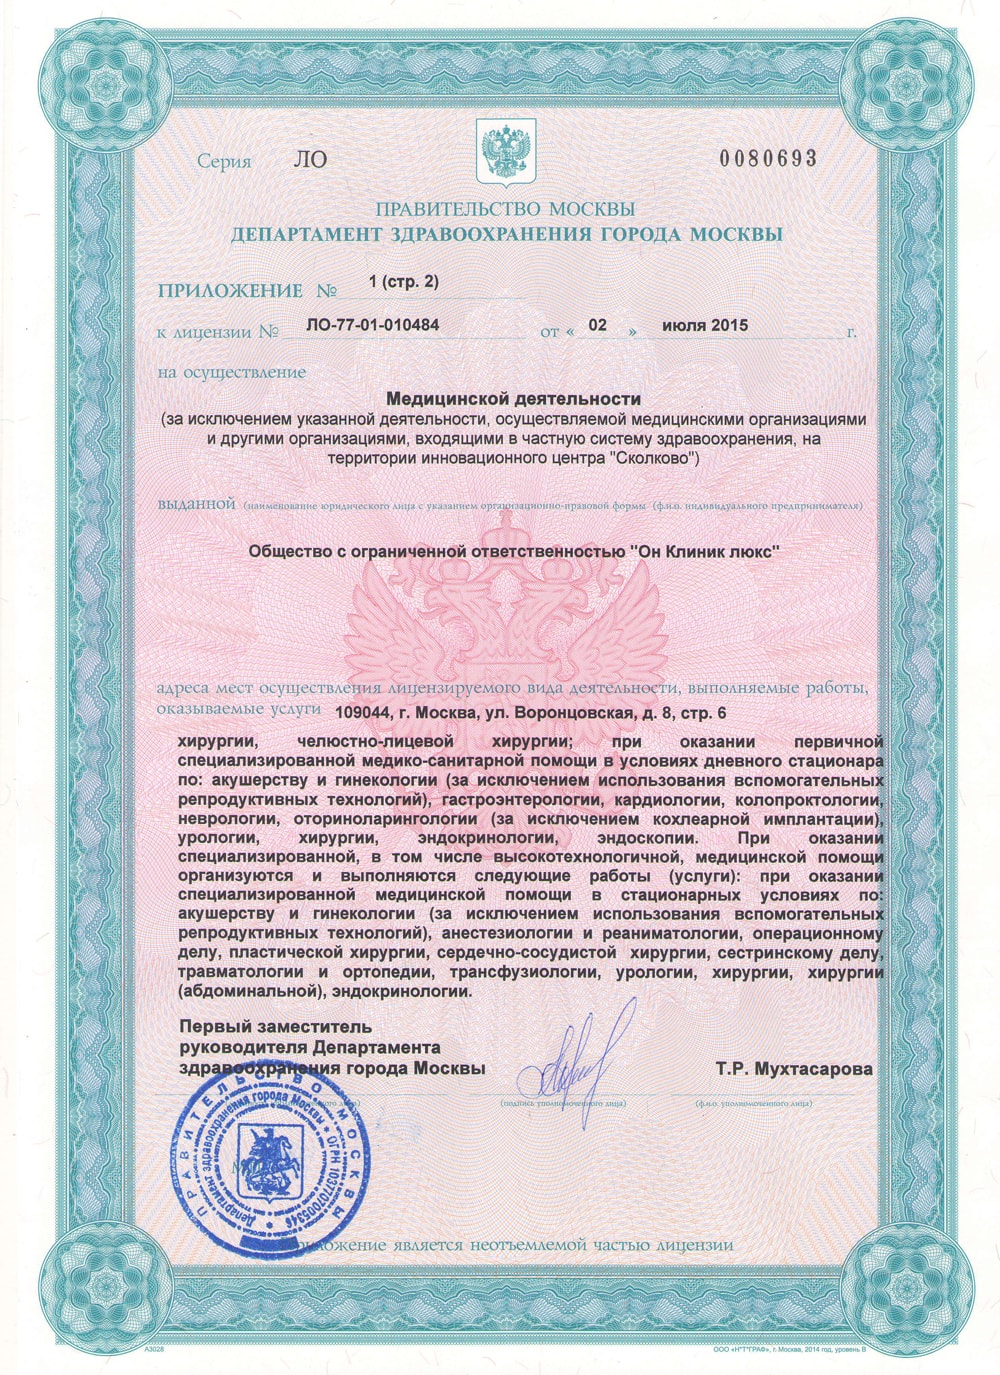 Серия ЛО 0080693
ПРАВИТЕЛЬСТВО МОСКВЫ
ДЕПАРТАМЕНТ ЗДРАВООХРАНЕНИЯ ГОРОДА МОСКВЫ
ПРИЛОЖЕНИЕ № 1 (стр. 2)
к лицензии № ЛО-77-01-010484 от « 02 » июля 2015 г.
на осуществление
Медицинской деятельности
(за исключением указанной деятельности, осуществляемой медицинскими организациями
и другими организациями, входящими в частную систему здравоохранения, на
территории инновационного центра "Сколково")
выданной (наименование юридического лица с указанием организационно-правовой формы (ф.и.о. индивидуального предпринимателя)
Общество с ограниченной ответственностью "Он Клиник люкс"
адреса мест осуществления лицензируемого вида деятельности, выполняемые работы,
оказываемые услуги 109044, г. Москва, ул. Воронцовская, д. 8, стр. 6
хирургии, челюстно-лицевой хирургии; при оказании первичной
специализированной медико-санитарной помощи в условиях дневного стационара
по: акушерству и гинекологии (за исключением использования вспомогательных
репродуктивных технологий), гастроэнтерологии, кардиологии, колопроктологии,
неврологии, оториноларингологии (за исключением кохлеарной имплантации),
урологии, хирургии, эндокринологии, эндоскопии. При оказании
специализированной, в том числе высокотехнологичной, медицинской помощи
организуются и выполняются следующие работы (услуги): при оказании
специализированной медицинской помощи в стационарных условиях по:
акушерству и гинекологии (за исключением использования вспомогательных
репродуктивных технологий), анестезиологии и реаниматологии, операционному
делу, пластической хирургии, сердечно-сосудистой хирургии, сестринскому делу,
травматологии и ортопедии, трансфузиологии, урологии, хирургии, хирургии
(абдоминальной), эндокринологии.
Первый заместитель
руководителя Департамента
здравоохранения города Москвы Т.Р. Мухтасарова
(подпись уполномоченного лица) (ф.и.о. уполномоченного лица)
ПРАВИТЕЛЬСТВО МОСКВЫ
Департамент здравоохранения города Москвы * ОГРН 1037707005346 *
Приложение является неотъемлемой частью лицензии
А3028 ООО «Н*Т*ГРАФ», г. Москва, 2014 год, уровень В